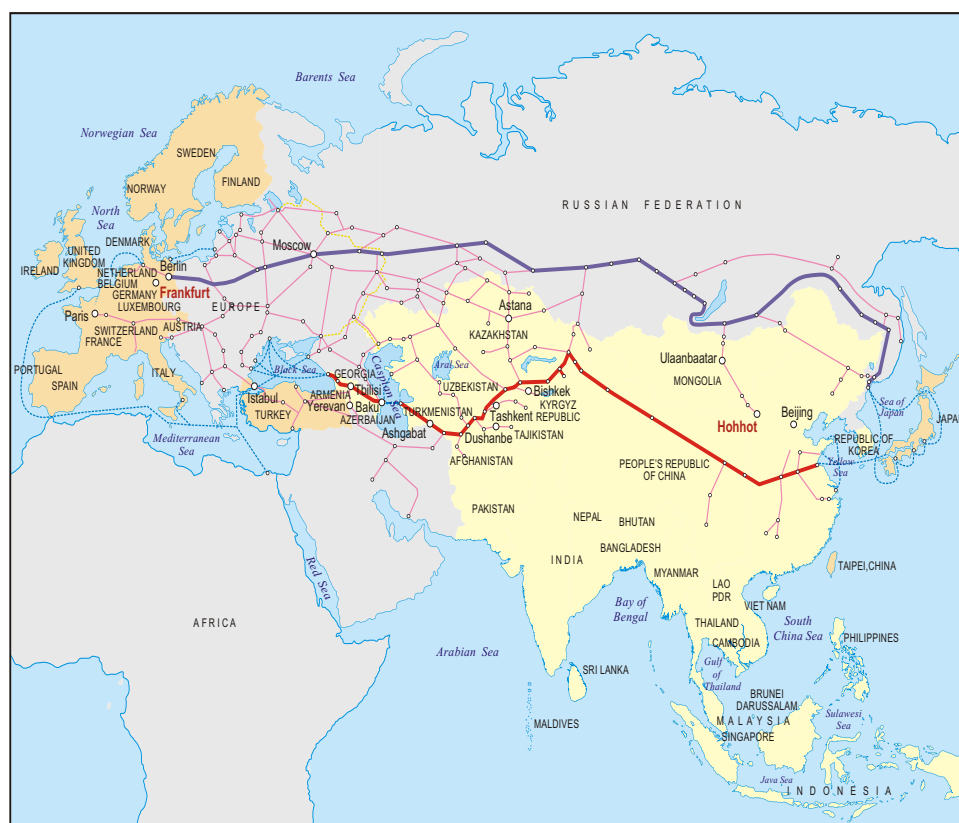 Barents Sea
Norwegian Sea
SWEDEN
FINLAND
NORWAY
RUSSIAN FEDERATION
North
Sea
DENMARK
Moscow
UNITED
KINGDOM
IRELAND
Berlin
NETHERLAND
BELGIUM
GERMANY
Frankfurt
LUXEMBOURG
EUROPE
Astana
Paris
SWITZERLAND
AUSTRIA
FRANCE
KAZAKHSTAN
Ulaanbaatar
MONGOLIA
PORTUGAL
SPAIN
ITALY
Black Sea
GEORGIA
Caspian Sea
Aral Sea
UZBEKISTAN
Istabul
TURKEY
ARMENIA
Tbilisi
Yerevan
Baku
AZERBAIJAN
TURKMENISTAN
Ashgabat
Bishkek
KYRGYZ
REPUBLIC
Tashkent
Dushanbe
TAJIKISTAN
Beijing
Hohhot
Sea of
Japan
JAPA
REPUBLIC OF
KOREA
Yellow
Sea
Mediterranean
Sea
AFGHANISTAN
PEOPLE'S REPUBLIC
OF CHINA
PAKISTAN
NEPAL
BHUTAN
BANGLADESH
INDIA
MYANMAR
TAIPEI,CHINA
LAO
PDR
VIET NAM
Red Sea
AFRICA
Bay of
Bengal
THAILAND
CAMBODIA
South
China Sea
PHILIPPINES
Arabian Sea
Gulf
of
Thailand
SRI LANKA
BRUNEI
DARUSSALAM
MALAYSIA
SINGAPORE
Sulawesi
Sea
MALDIVES
Java Sea
INDONESIA